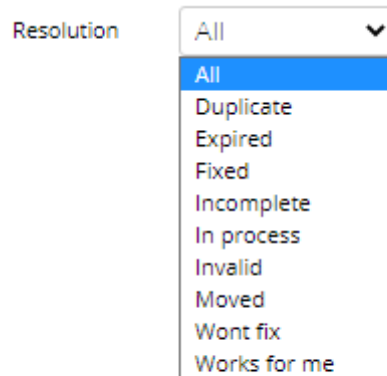 Resolution
All
All
Duplicate
Expired
Fixed
Incomplete
In process
Invalid
Moved
Wont fix
Works for me